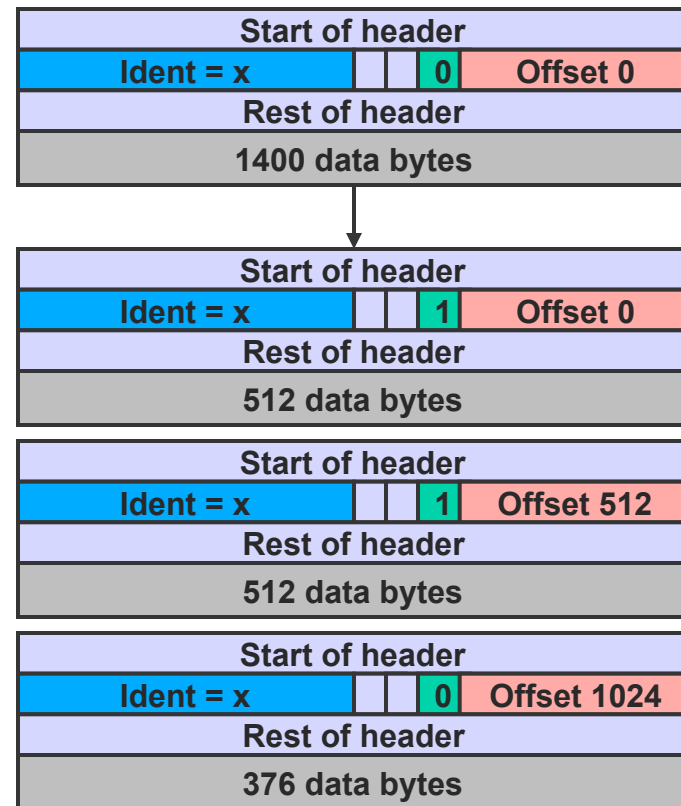 Start of header
Ident = x 0 Offset 0
Rest of header
1400 data bytes
Start of header
Ident = x 1 Offset 0
Rest of header
512 data bytes
Start of header
Ident = x 1 Offset 512
Rest of header
512 data bytes
Start of header
Ident = x 0 Offset 1024
Rest of header
376 data bytes